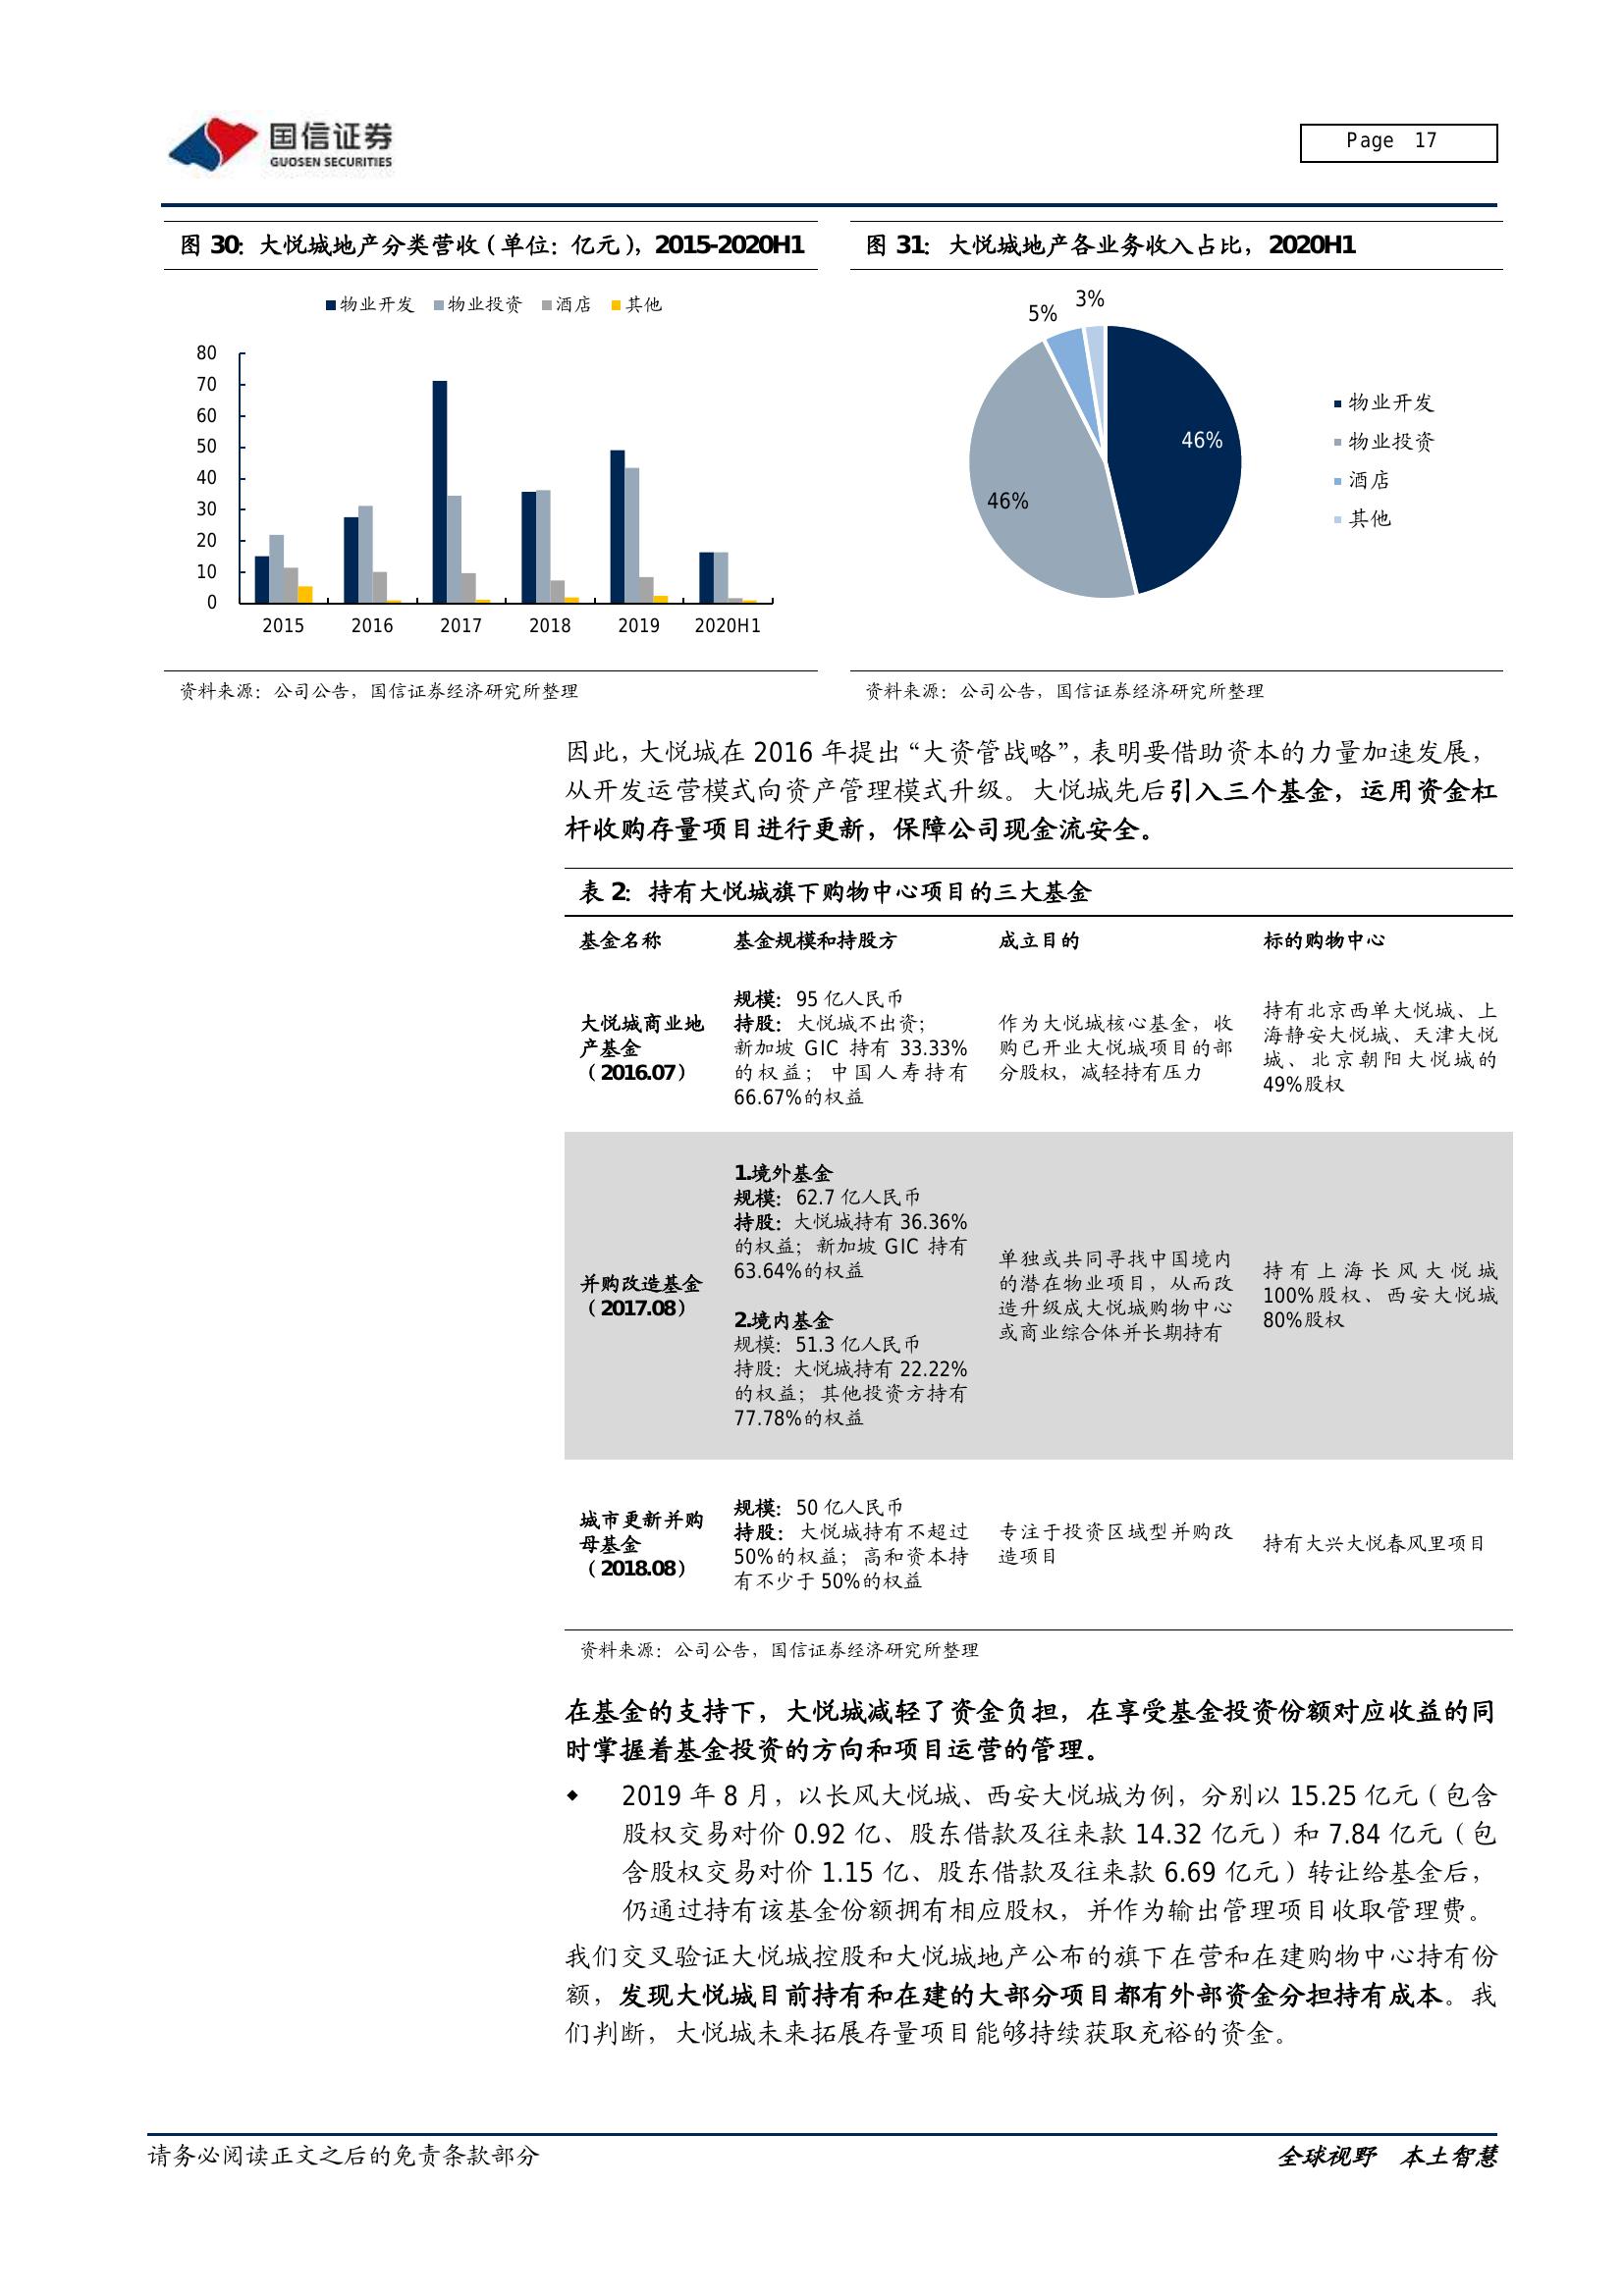 国信证券
GUOSEN SECURITIES
Page 17
图 30：大悦城地产分类营收（单位：亿元），2015-2020H1
物业开发 物业投资 酒店 其他
80
70
60
50
40
30
20
10
0
2015 2016 2017 2018 2019 2020H1
资料来源：公司公告，国信证券经济研究所整理
图 31：大悦城地产各业务收入占比，2020H1
5% 3%
46%
46%
物业开发
物业投资
酒店
其他
资料来源：公司公告，国信证券经济研究所整理
因此，大悦城在 2016 年提出“大资管战略”，表明要借助资本的力量加速发展，
从开发运营模式向资产管理模式升级。大悦城先后引入三个基金，运用资金杠
杆收购存量项目进行更新，保障公司现金流安全。
表 2：持有大悦城旗下购物中心项目的三大基金
基金名称 基金规模和持股方 成立目的 标的购物中心
大悦城商业地
产基金
（2016.07）
规模：95 亿人民币
持股：大悦城不出资；
新加坡 GIC 持有 33.33%
的权益；中国人寿持有
66.67%的权益
作为大悦城核心基金，收
购已开业大悦城项目的部
分股权，减轻持有压力
持有北京西单大悦城、上
海静安大悦城、天津大悦
城、北京朝阳大悦城的
49%股权
并购改造基金
（2017.08）
1.境外基金
规模：62.7 亿人民币
持股：大悦城持有 36.36%
的权益；新加坡 GIC 持有
63.64%的权益
2.境内基金
规模：51.3 亿人民币
持股：大悦城持有 22.22%
的权益；其他投资方持有
77.78%的权益
单独或共同寻找中国境内
的潜在物业项目，从而改
造升级成大悦城购物中心
或商业综合体并长期持有
持有上海长风大悦城
100%股权、西安大悦城
80%股权
城市更新并购
母基金
（2018.08）
规模：50 亿人民币
持股：大悦城持有不超过
50%的权益；高和资本持
有不少于 50%的权益
专注于投资区域型并购改
造项目
持有大兴大悦春风里项目
资料来源：公司公告，国信证券经济研究所整理
在基金的支持下，大悦城减轻了资金负担，在享受基金投资份额对应收益的同
时掌握着基金投资的方向和项目运营的管理。
◆ 2019 年 8 月，以长风大悦城、西安大悦城为例，分别以 15.25 亿元（包含
股权交易对价 0.92 亿、股东借款及往来款 14.32 亿元）和 7.84 亿元（包
含股权交易对价 1.15 亿、股东借款及往来款 6.69 亿元）转让给基金后，
仍通过持有该基金份额拥有相应股权，并作为输出管理项目收取管理费。
我们交叉验证大悦城控股和大悦城地产公布的旗下在营和在建购物中心持有份
额，发现大悦城目前持有和在建的大部分项目都有外部资金分担持有成本。我
们判断，大悦城未来拓展存量项目能够持续获取充裕的资金。
请务必阅读正文之后的免责条款部分
全球视野 本土智慧